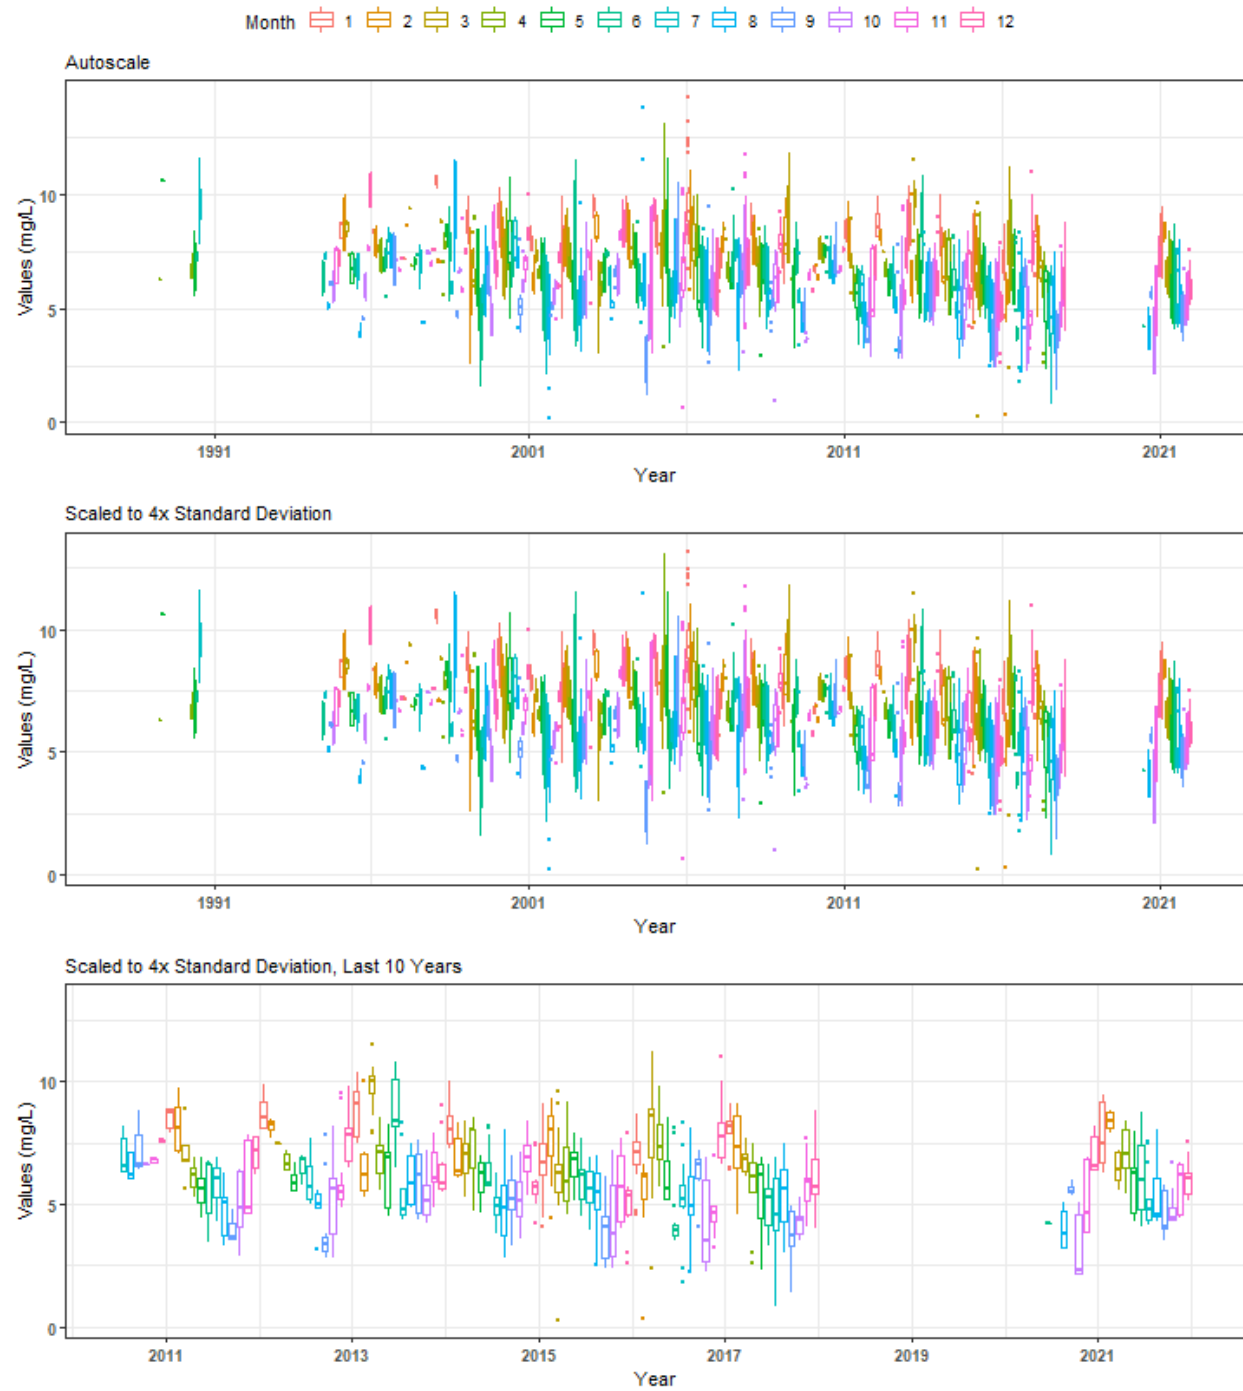 Month 1 2 3 4 5 6 7 8 9 10 11 12
Autoscale
Values (mg/L)
10
5
0
1991 2001 2011 2021
Year
Scaled to 4x Standard Deviation
Values (mg/L)
10
5
0
1991 2001 2011 2021
Year
Scaled to 4x Standard Deviation, Last 10 Years
Values (mg/L)
10
5
0
2011 2013 2015 2017 2019 2021
Year